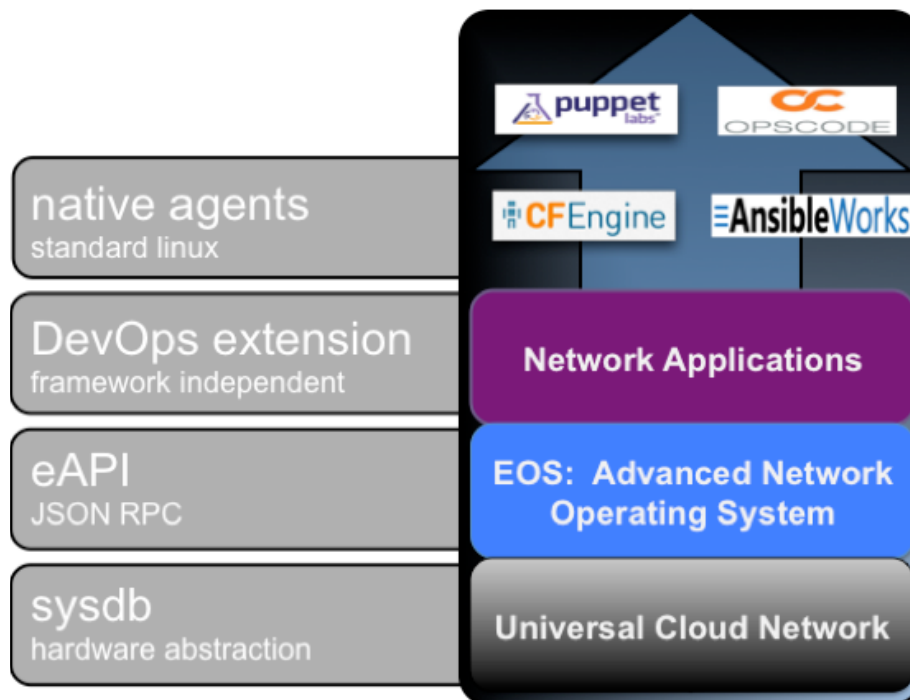 puppet
labs™
OPSCODE
native agents
standard linux
CFEngine
AnsibleWorks
DevOps extension
framework independent
Network Applications
eAPI
JSON RPC
EOS: Advanced Network
Operating System
sysdb
hardware abstraction
Universal Cloud Network